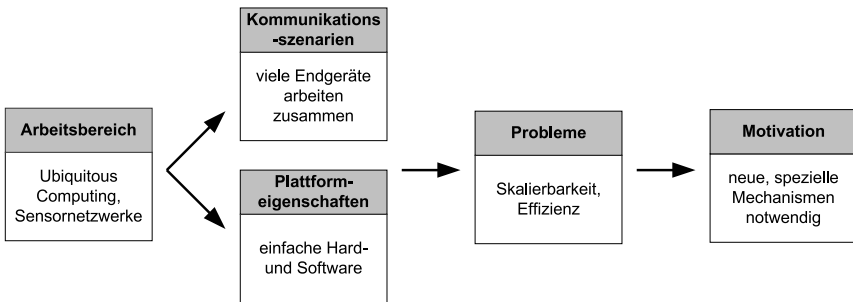 Arbeitsbereich
Ubiquitous
Computing,
Sensornetzwerke
Kommunikations
-szenarien
viele Endgeräte
arbeiten
zusammen
Plattform-
eigenschaften
einfache Hard-
und Software
Probleme
Skalierbarkeit,
Effizienz
Motivation
neue, spezielle
Mechanismen
notwendig